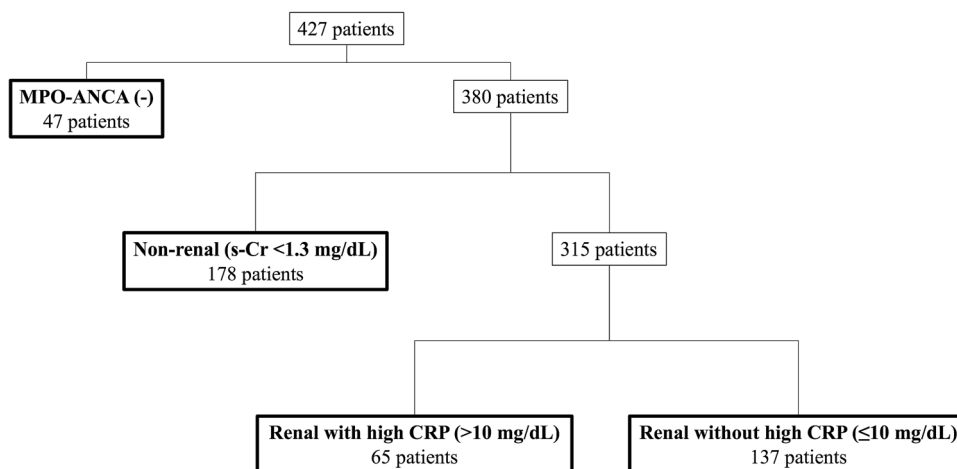 427 patients
MPO-ANCA (-)
47 patients
380 patients
Non-renal (s-Cr <1.3 mg/dL)
178 patients
315 patients
Renal with high CRP (>10 mg/dL)
65 patients
Renal without high CRP (≤10 mg/dL)
137 patients